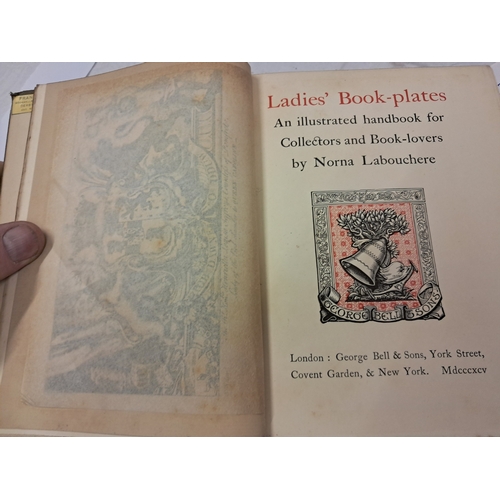 Ladies' Book-plates
An illustrated handbook for
Collectors and Book-lovers
by Norna Labouchere
GEORGE BELL & SONS
London: George Bell & Sons, York Street,
Covent Garden, & New York. Mdcccxcv